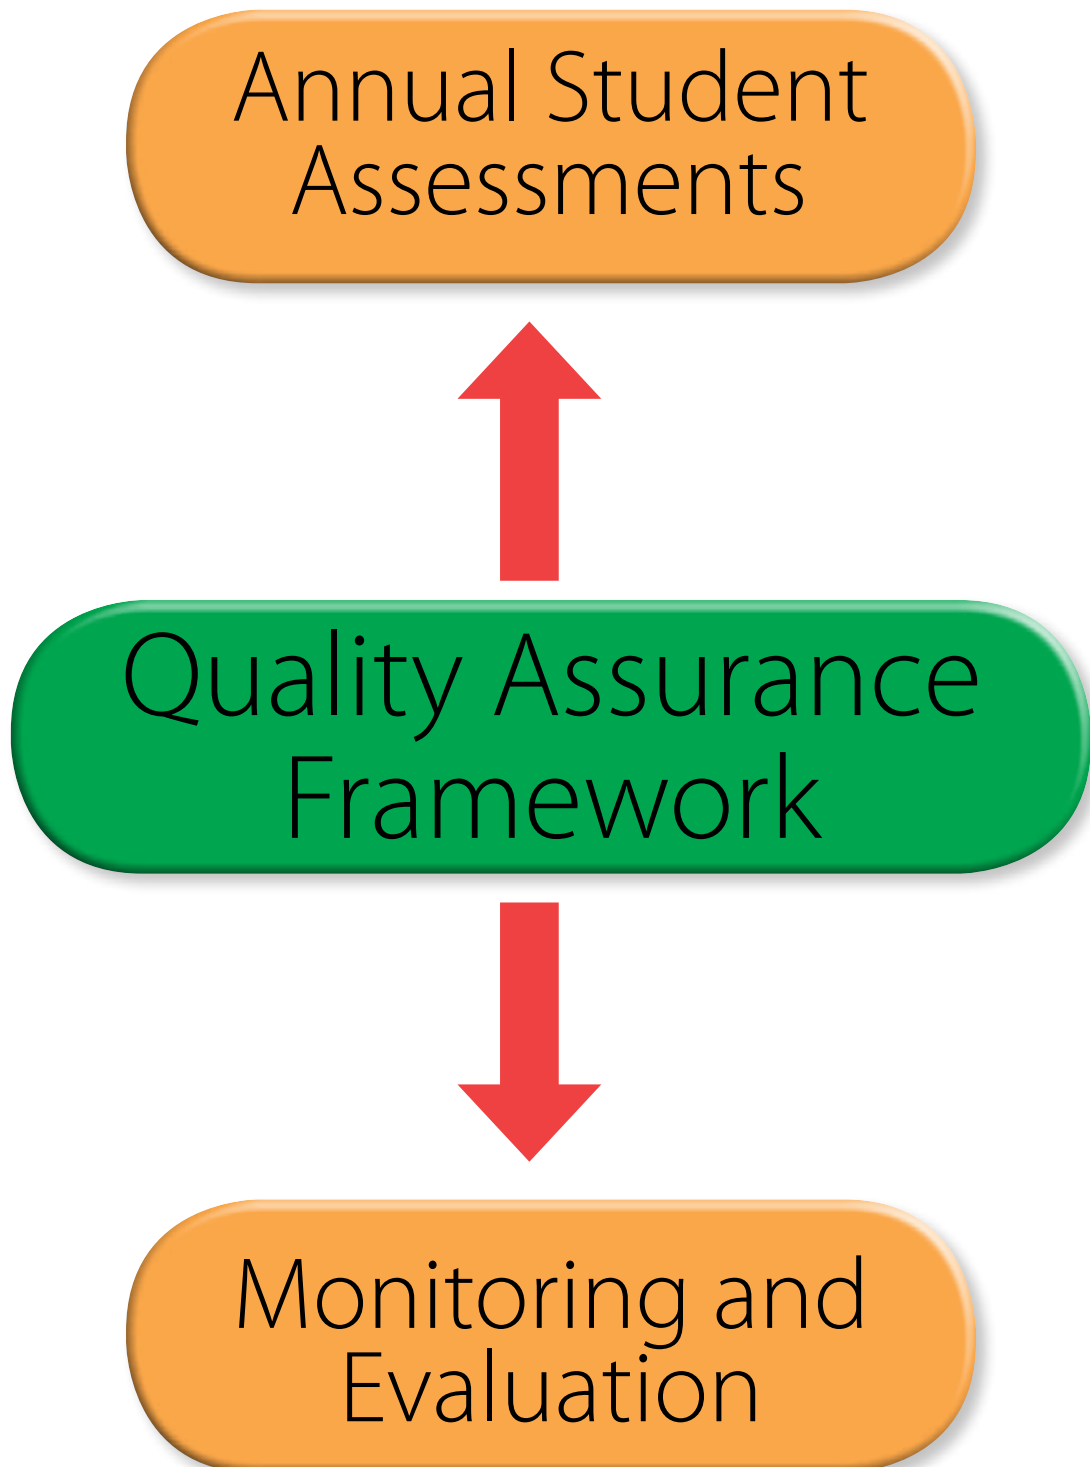 Annual Student
Assessments
Quality Assurance
Framework
Monitoring and
Evaluation